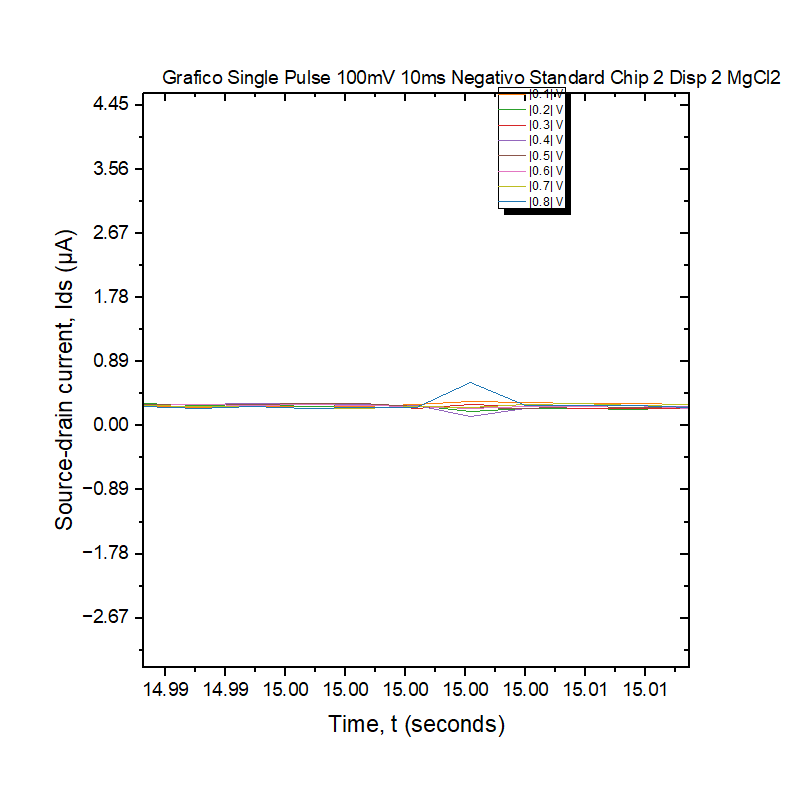 Grafico Single Pulse 100mV 10ms Negativo Standard Chip 2 Disp 2 MgCl2
|0.1| V
|0.2| V
|0.3| V
|0.4| V
|0.5| V
|0.6| V
|0.7| V
|0.8| V
4.45
3.56
2.67
1.78
0.89
0.00
−0.89
−1.78
−2.67
Source-drain current, Ids (µA)
14.99 14.99 15.00 15.00 15.00 15.00 15.00 15.01 15.01
Time, t (seconds)